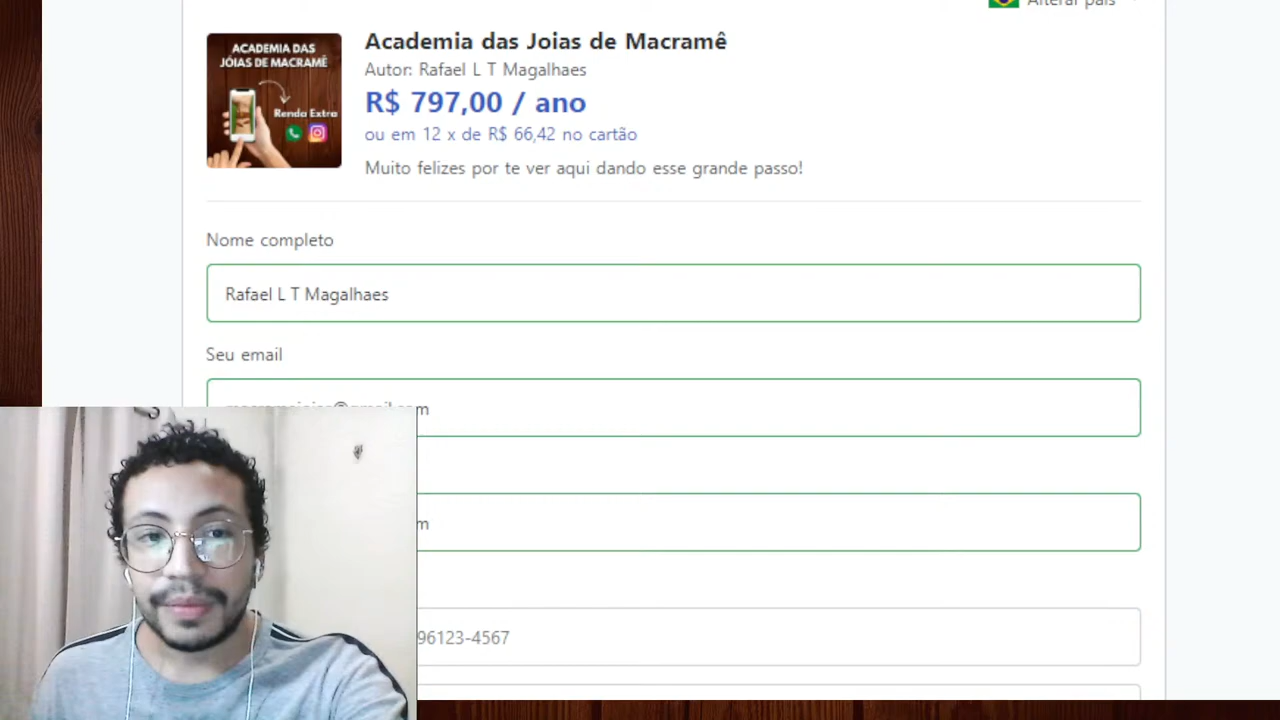 Alterar país
ACADEMIA DAS
JÓIAS DE MACRAMÊ
Renda Extra
Academia das Joias de Macramê
Autor: Rafael L T Magalhaes
R$ 797,00 / ano
ou em 12 x de R$ 66,42 no cartão
Muito felizes por te ver aqui dando esse grande passo!
Nome completo
Rafael L T Magalhaes
Seu email
96123-4567